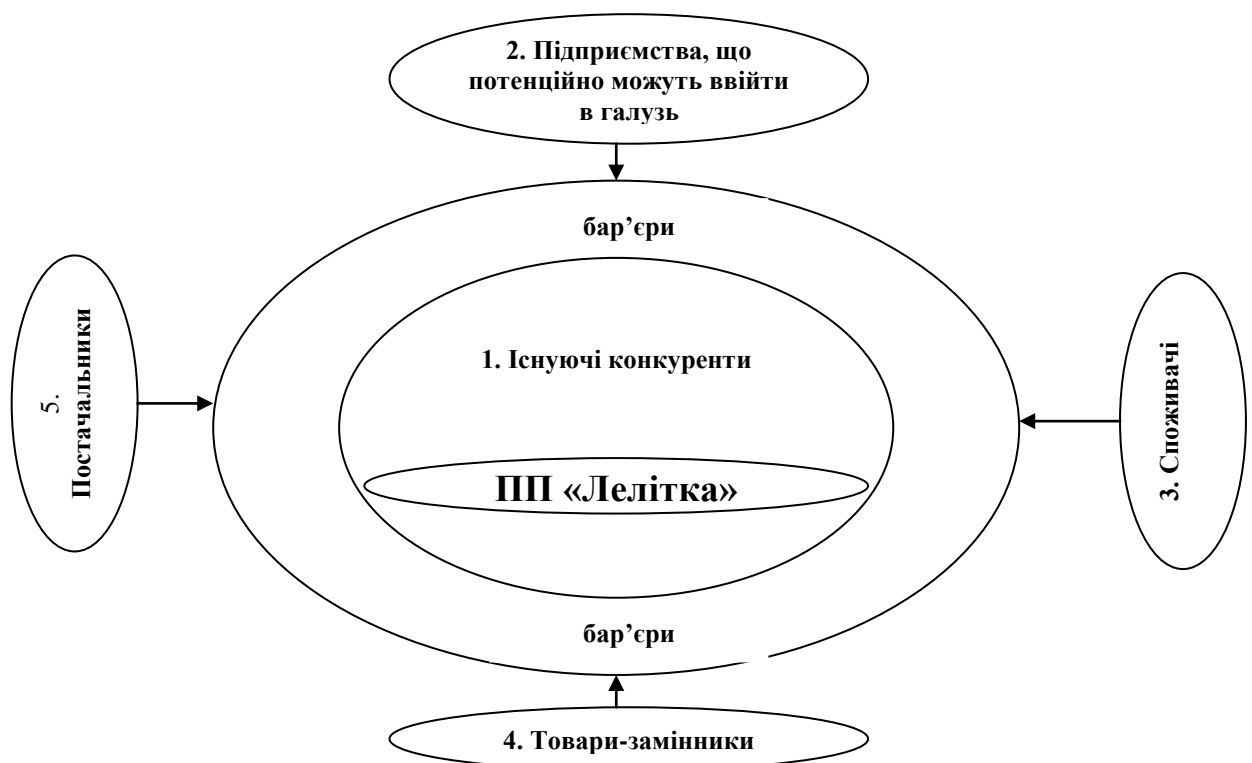 2. Підприємства, що
потенційно можуть ввійти
в галузь
бар’єри
5.
Постачальники
1. Існуючі конкуренти
3. Споживачі
ПП «Лелітка»
бар’єри
4. Товари-замінники